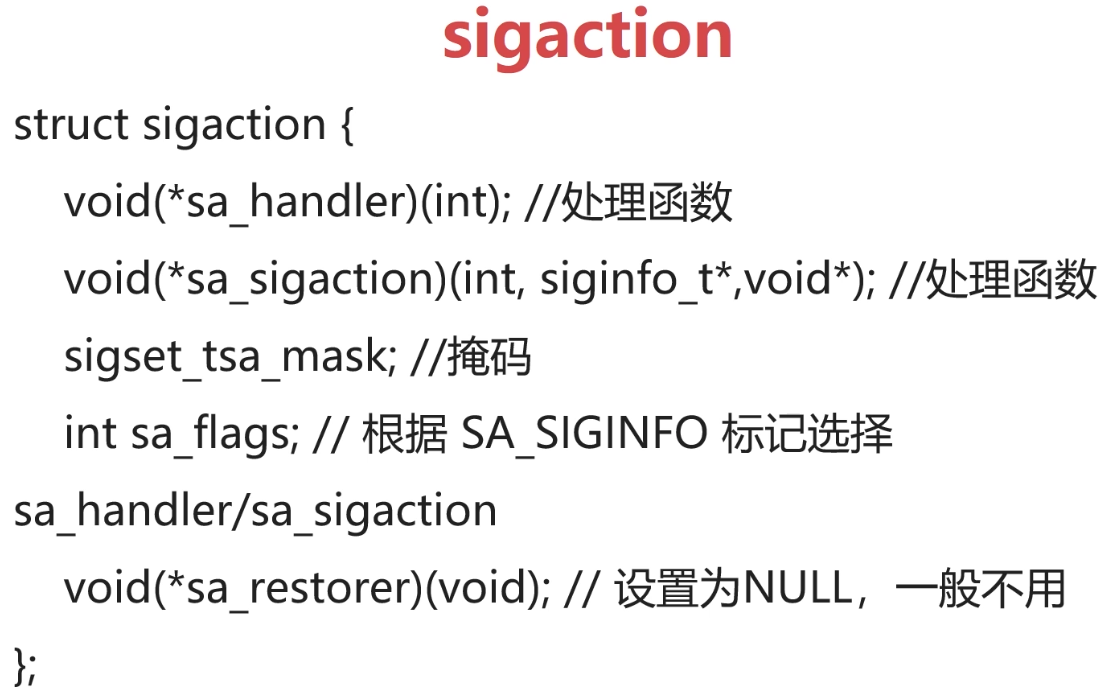 sigaction
struct sigaction {
void(*sa_handler)(int); //处理函数
void(*sa_sigaction)(int, siginfo_t*,void*); //处理函数
sigset_tsa_mask; //掩码
int sa_flags; // 根据 SA_SIGINFO 标记选择
sa_handler/sa_sigaction
void(*sa_restorer)(void); // 设置为NULL，一般不用
};